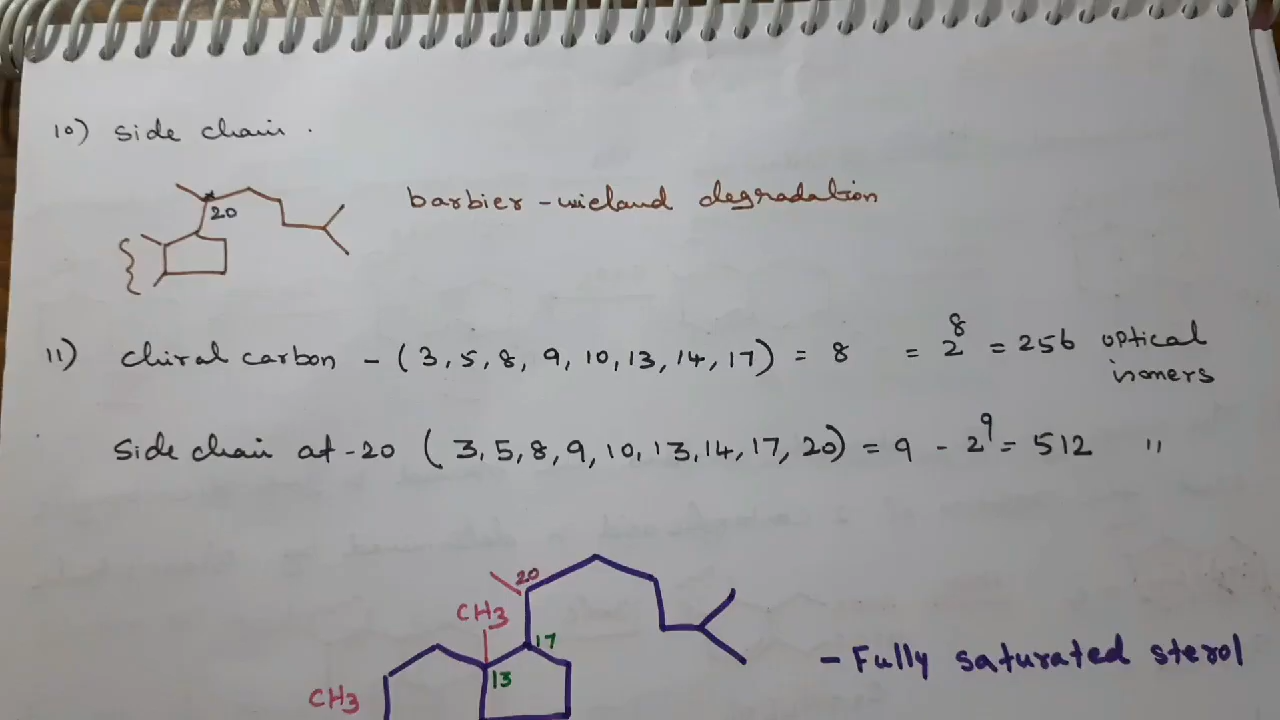 10) side chain.
20
barbier-wieland degradation
11) chiral carbon - (3,5,8,9,10,13,14,17) = 8 = 2^8 = 256 optical
isomers
side chain at -20 (3,5,8,9,10,13,14,17,20) = 9 - 2^9 = 512 "
20
CH3
17
- Fully saturated sterol
13
CH3